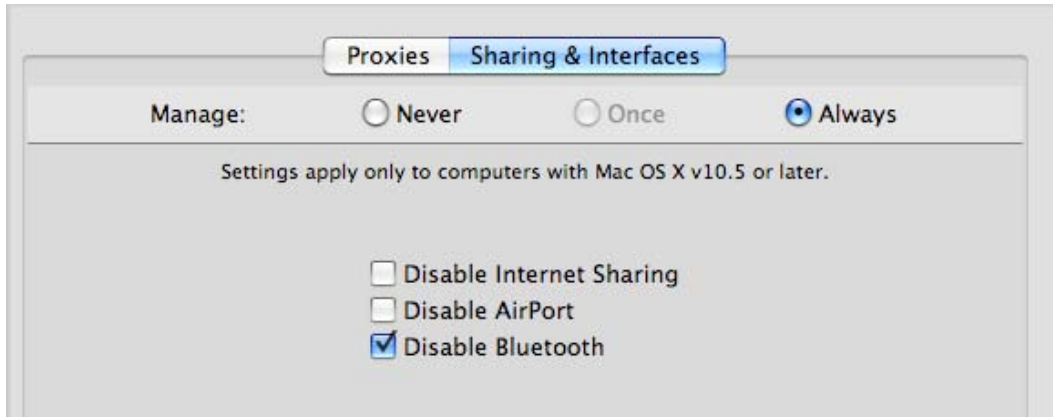 Proxies Sharing & Interfaces
Manage: Never Once Always
Settings apply only to computers with Mac OS X v10.5 or later.
Disable Internet Sharing
Disable AirPort
Disable Bluetooth